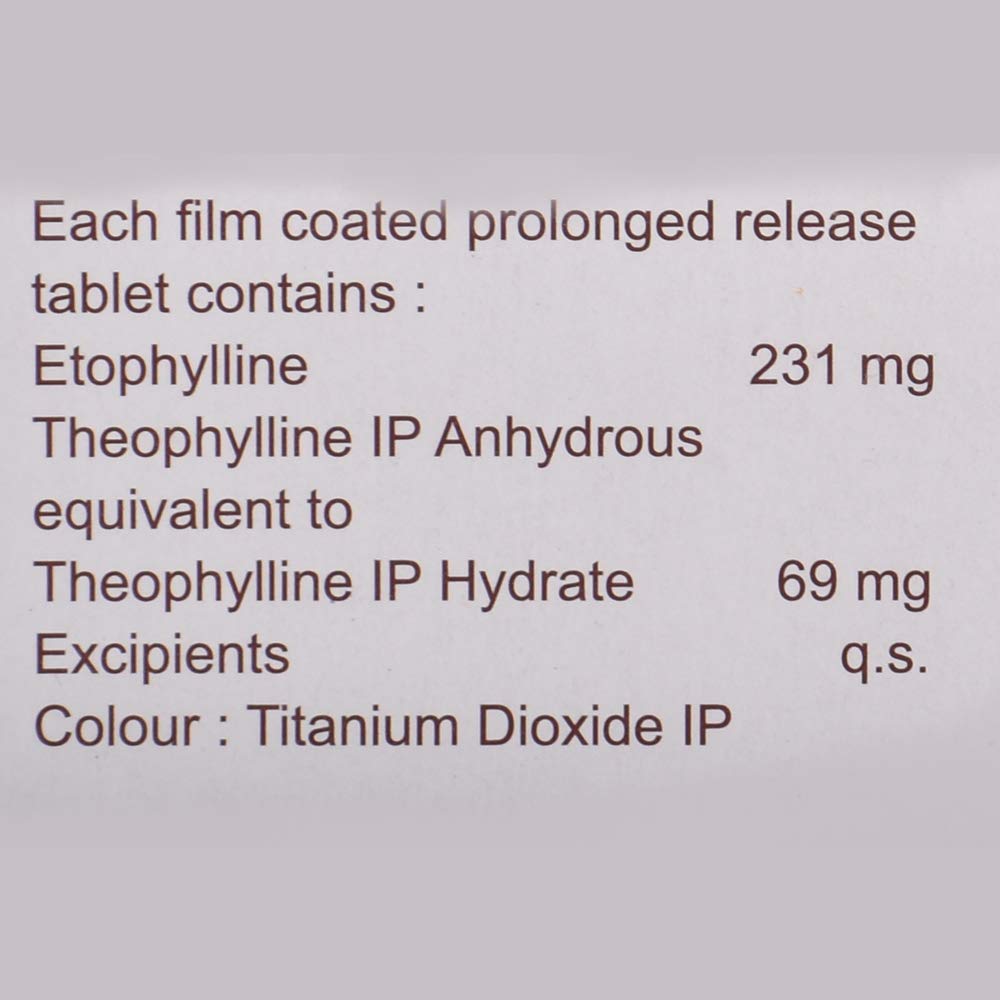 Each film coated prolonged release
tablet contains :
Etophylline 231 mg
Theophylline IP Anhydrous
equivalent to
Theophylline IP Hydrate 69 mg
Excipients q.s.
Colour : Titanium Dioxide IP